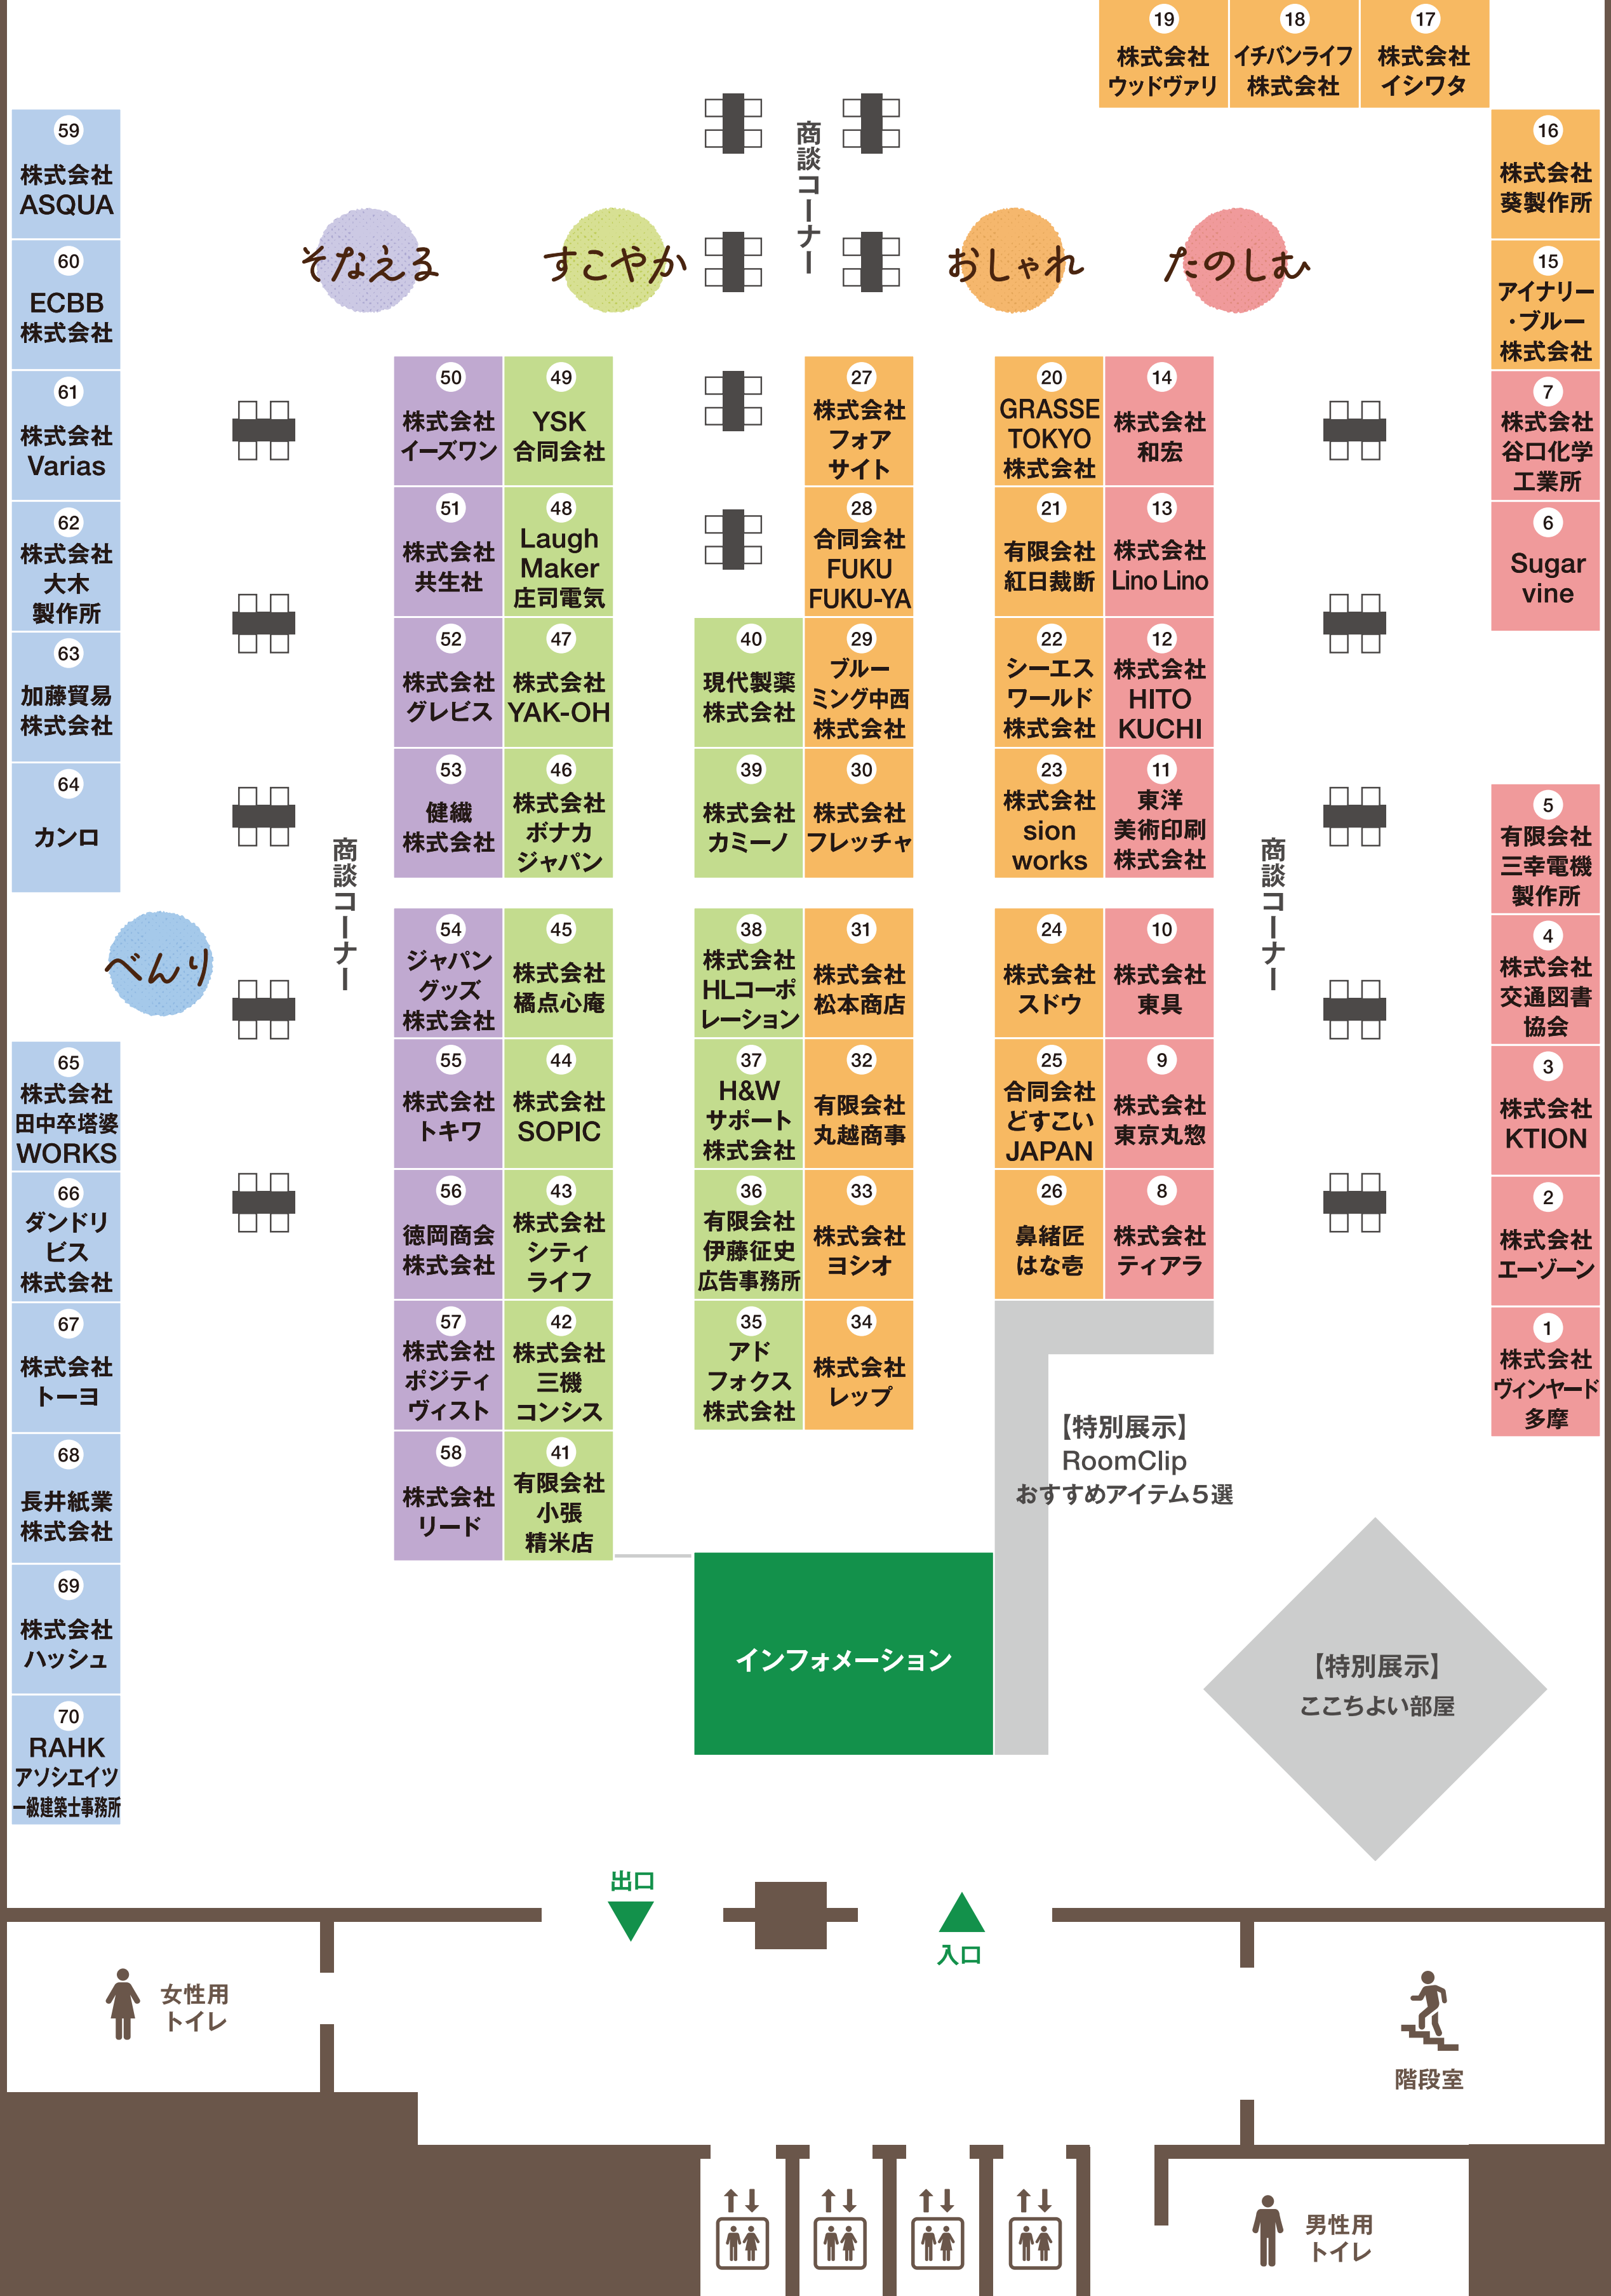 19
株式会社
ウッドヴァリ
18
イチバンライフ
株式会社
17
株式会社
イシワタ
59
株式会社
ASQUA
60
ECBB
株式会社
61
株式会社
Varias
62
株式会社
大木
製作所
63
加藤貿易
株式会社
64
カンロ
べんり
65
株式会社
田中卒塔婆
WORKS
66
ダンドリ
ビス
株式会社
67
株式会社
トーヨ
68
長井紙業
株式会社
69
株式会社
ハッシュ
70
RAHK
アソシエイツ
一級建築士事務所
そなえる
すこやか
商談コーナー
おしゃれ
たのしむ
商談コーナー
50
株式会社
イーズワン
51
株式会社
共生社
52
株式会社
グレビス
53
健繊
株式会社
54
ジャパン
グッズ
株式会社
55
株式会社
トキワ
56
徳岡商会
株式会社
57
株式会社
ポジティ
ヴィスト
58
株式会社
リード
49
YSK
合同会社
48
Laugh
Maker
庄司電気
47
株式会社
YAK-OH
46
株式会社
ボナカ
ジャパン
45
株式会社
橘点心庵
44
株式会社
SOPIC
43
株式会社
シティ
ライフ
42
株式会社
三機
コンシス
41
有限会社
小張
精米店
40
現代製薬
株式会社
39
株式会社
カミーノ
38
株式会社
HLコーポ
レーション
37
H&W
サポート
株式会社
36
有限会社
伊藤征史
広告事務所
35
アド
フォクス
株式会社
27
株式会社
フォア
サイト
28
合同会社
FUKU
FUKU-YA
29
ブルー
ミング中西
株式会社
30
株式会社
フレッチャ
31
株式会社
松本商店
32
有限会社
丸越商事
33
株式会社
ヨシオ
34
株式会社
レップ
20
GRASSE
TOKYO
株式会社
21
有限会社
紅日裁断
22
シーエス
ワールド
株式会社
23
株式会社
sion
works
24
株式会社
スドウ
25
合同会社
どすこい
JAPAN
26
鼻緒匠
はな壱
14
株式会社
和宏
13
株式会社
Lino Lino
12
株式会社
HITO
KUCHI
11
東洋
美術印刷
株式会社
10
株式会社
東具
9
株式会社
東京丸惣
8
株式会社
ティアラ
商談コーナー
16
株式会社
葵製作所
15
アイナリー
・ブルー
株式会社
7
株式会社
谷口化学
工業所
6
Sugar
vine
5
有限会社
三幸電機
製作所
4
株式会社
交通図書
協会
3
株式会社
KTION
2
株式会社
エーゾーン
1
株式会社
ヴィンヤード
多摩
【特別展示】
RoomClip
おすすめアイテム5選
インフォメーション
【特別展示】
ここちよい部屋
出口
入口
女性用
トイレ
階段室
男性用
トイレ